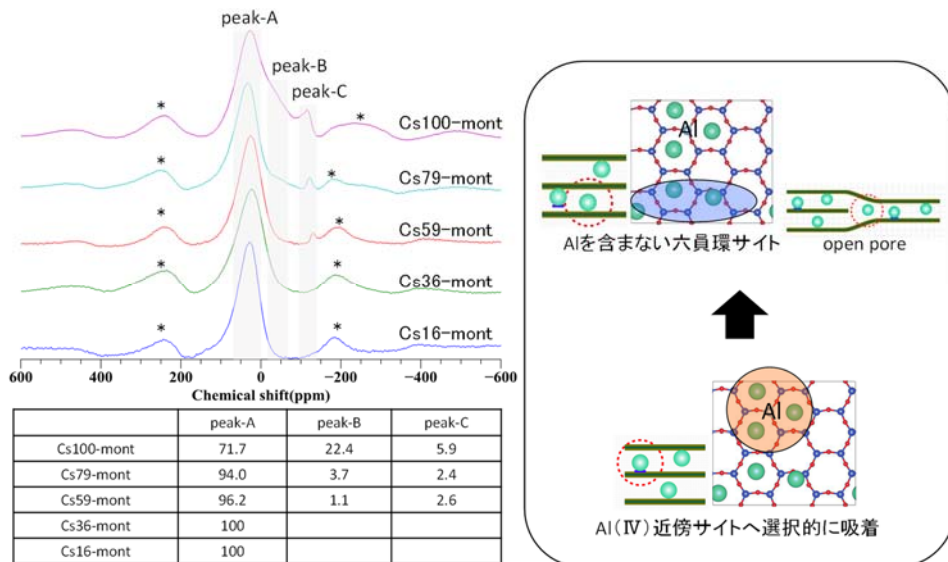 peak-A
peak-B
peak-C
* *
Cs100-mont
* *
Cs79-mont
* *
Cs59-mont
* *
Cs36-mont
* *
Cs16-mont
600 400 200 0 -200 -400 -600
Chemical shift(ppm)
peak-A peak-B peak-C
Cs100-mont 71.7 22.4 5.9
Cs79-mont 94.0 3.7 2.4
Cs59-mont 96.2 1.1 2.6
Cs36-mont 100
Cs16-mont 100
Al
Alを含まない六員環サイト
open pore
Al
Al(Ⅳ)近傍サイトへ選択的に吸着